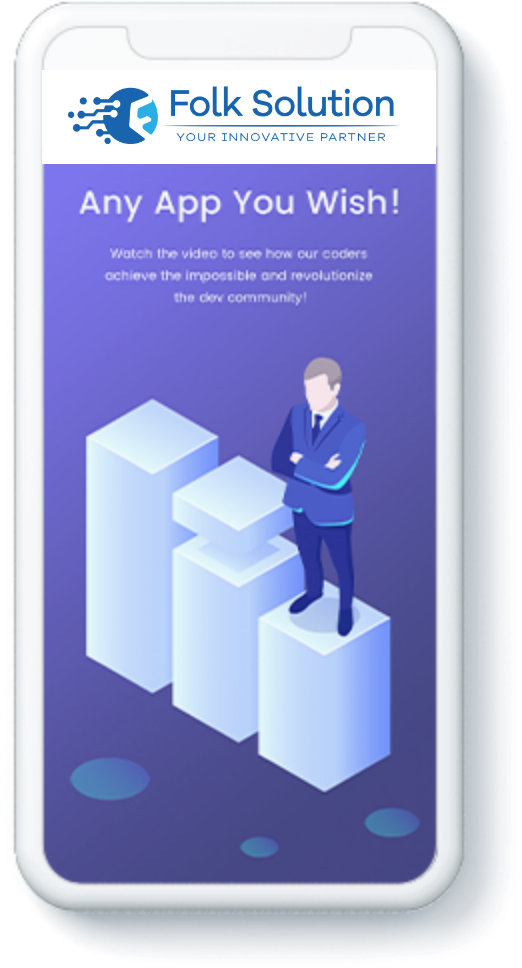 Folk Solution
YOUR INNOVATIVE PARTNER
Any App You Wish!
Watch the video to see how our coders
achieve the impossible and revolutionize
the dev community!